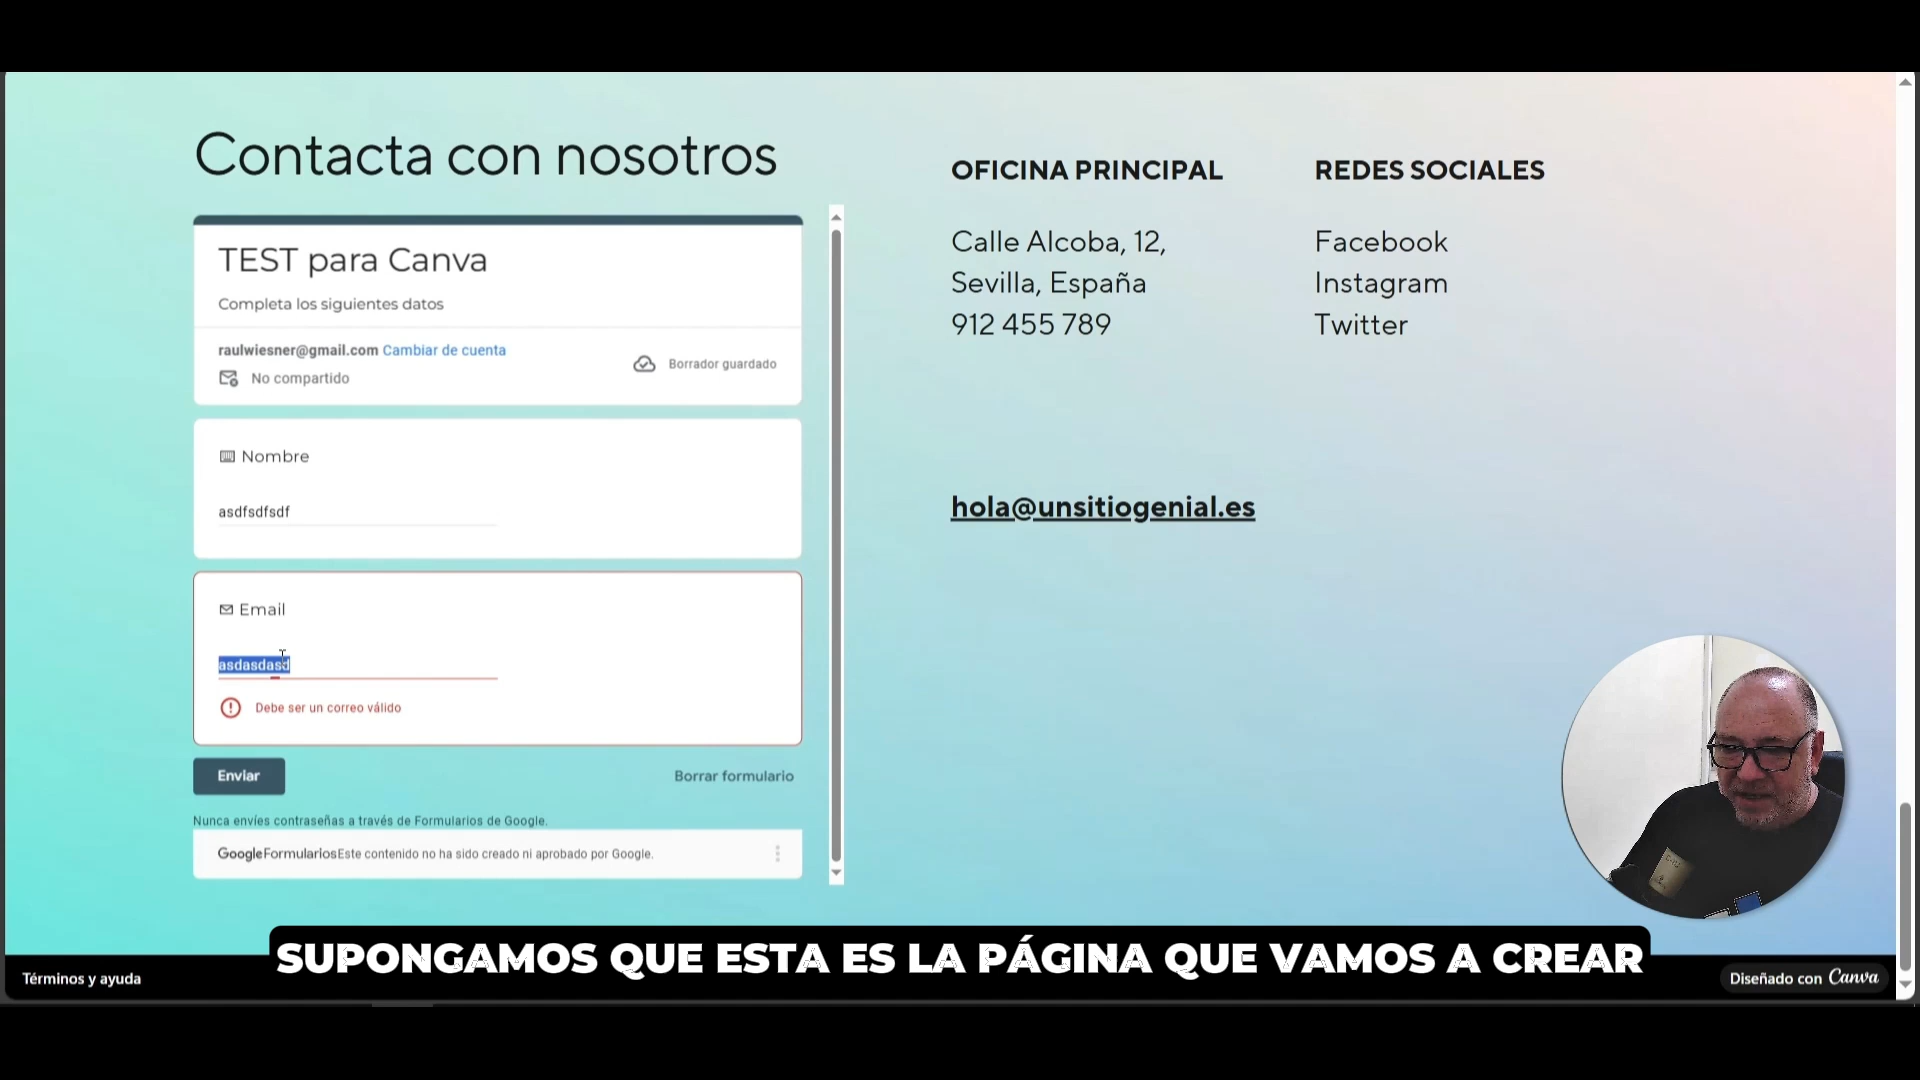 Contacta con nosotros
TEST para Canva
Completa los siguientes datos
raulwiesner@gmail.com Cambiar de cuenta
No compartido
Borrador guardado
Nombre
asdfsdfsdf
Email
asdasdasd
Debe ser un correo válido
Enviar
Borrar formulario
Nunca envíes contraseñas a través de Formularios de Google.
Google Formularios Este contenido no ha sido creado ni aprobado por Google.
OFICINA PRINCIPAL
Calle Alcoba, 12,
Sevilla, España
912 455 789
hola@unsitiogenial.es
REDES SOCIALES
Facebook
Instagram
Twitter
SUPONGAMOS QUE ESTA ES LA PÁGINA QUE VAMOS A CREAR
Términos y ayuda
Diseñado con Canva